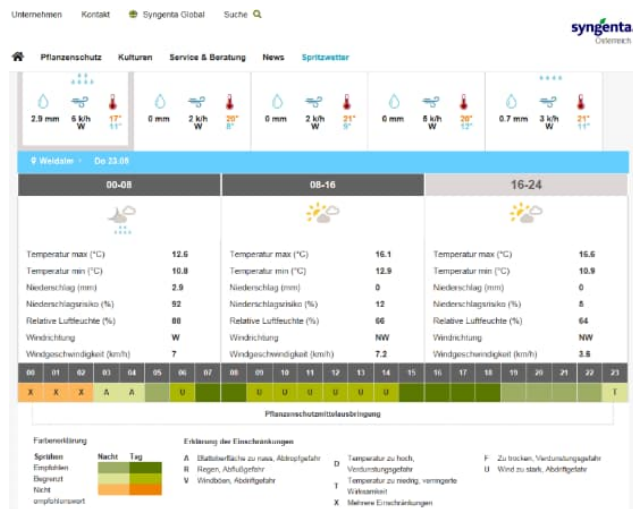 Unternehmen Kontakt Syngenta Global Suche
syngenta.
Österreich
Pflanzenschutz Kulturen Service & Beratung News Spritzwetter
2.9 mm 6 k/h 17° 0 mm 2 k/h 20° 0 mm 2 k/h 21° 0 mm 5 k/h 26° 0.7 mm 3 k/h 21°
W 11° W 8° W 9° W 12° W 11°
Do 23.05
00-08 08-16 16-24
Temperatur max (°C) 12.6 Temperatur max (°C) 16.1 Temperatur max (°C) 16.6
Temperatur min (°C) 10.8 Temperatur min (°C) 12.9 Temperatur min (°C) 10.9
Niederschlag (mm) 2.9 Niederschlag (mm) 0 Niederschlag (mm) 0
Niederschlagsrisiko (%) 92 Niederschlagsrisiko (%) 12 Niederschlagsrisiko (%)
Relative Luftfeuchte (%) 88 Relative Luftfeuchte (%) 66 Relative Luftfeuchte (%) 64
Windrichtung W Windrichtung NW Windrichtung NW
Windgeschwindigkeit (km/h) 7 Windgeschwindigkeit (km/h) 7.2 Windgeschwindigkeit (km/h) 3.6
00 01 02 03 04 05 06 07 08 09 10 11 12 13 14 15 16 17 18 19 20 21 22 23
X X X A A U U U U U U U U T
Pflanzenschutzmittelausbringung
Farbenerklärung Erklärung der Einschränkungen
Sprühen Nacht Tag A Blattoberfläche zu nass, Abtropfgefahr D Temperatur zu hoch, F Zu trocken, Verdunstungsgefahr
Empfohlen R Regen, Abflußgefahr Verdunstungsgefahr U Wind zu stark, Abdriftgefahr
Begrenzt V Windböen, Abdriftgefahr T Temperatur zu niedrig, verringerte
Nicht Wirksamkeit
empfehlenswert X Mehrere Einschränkungen